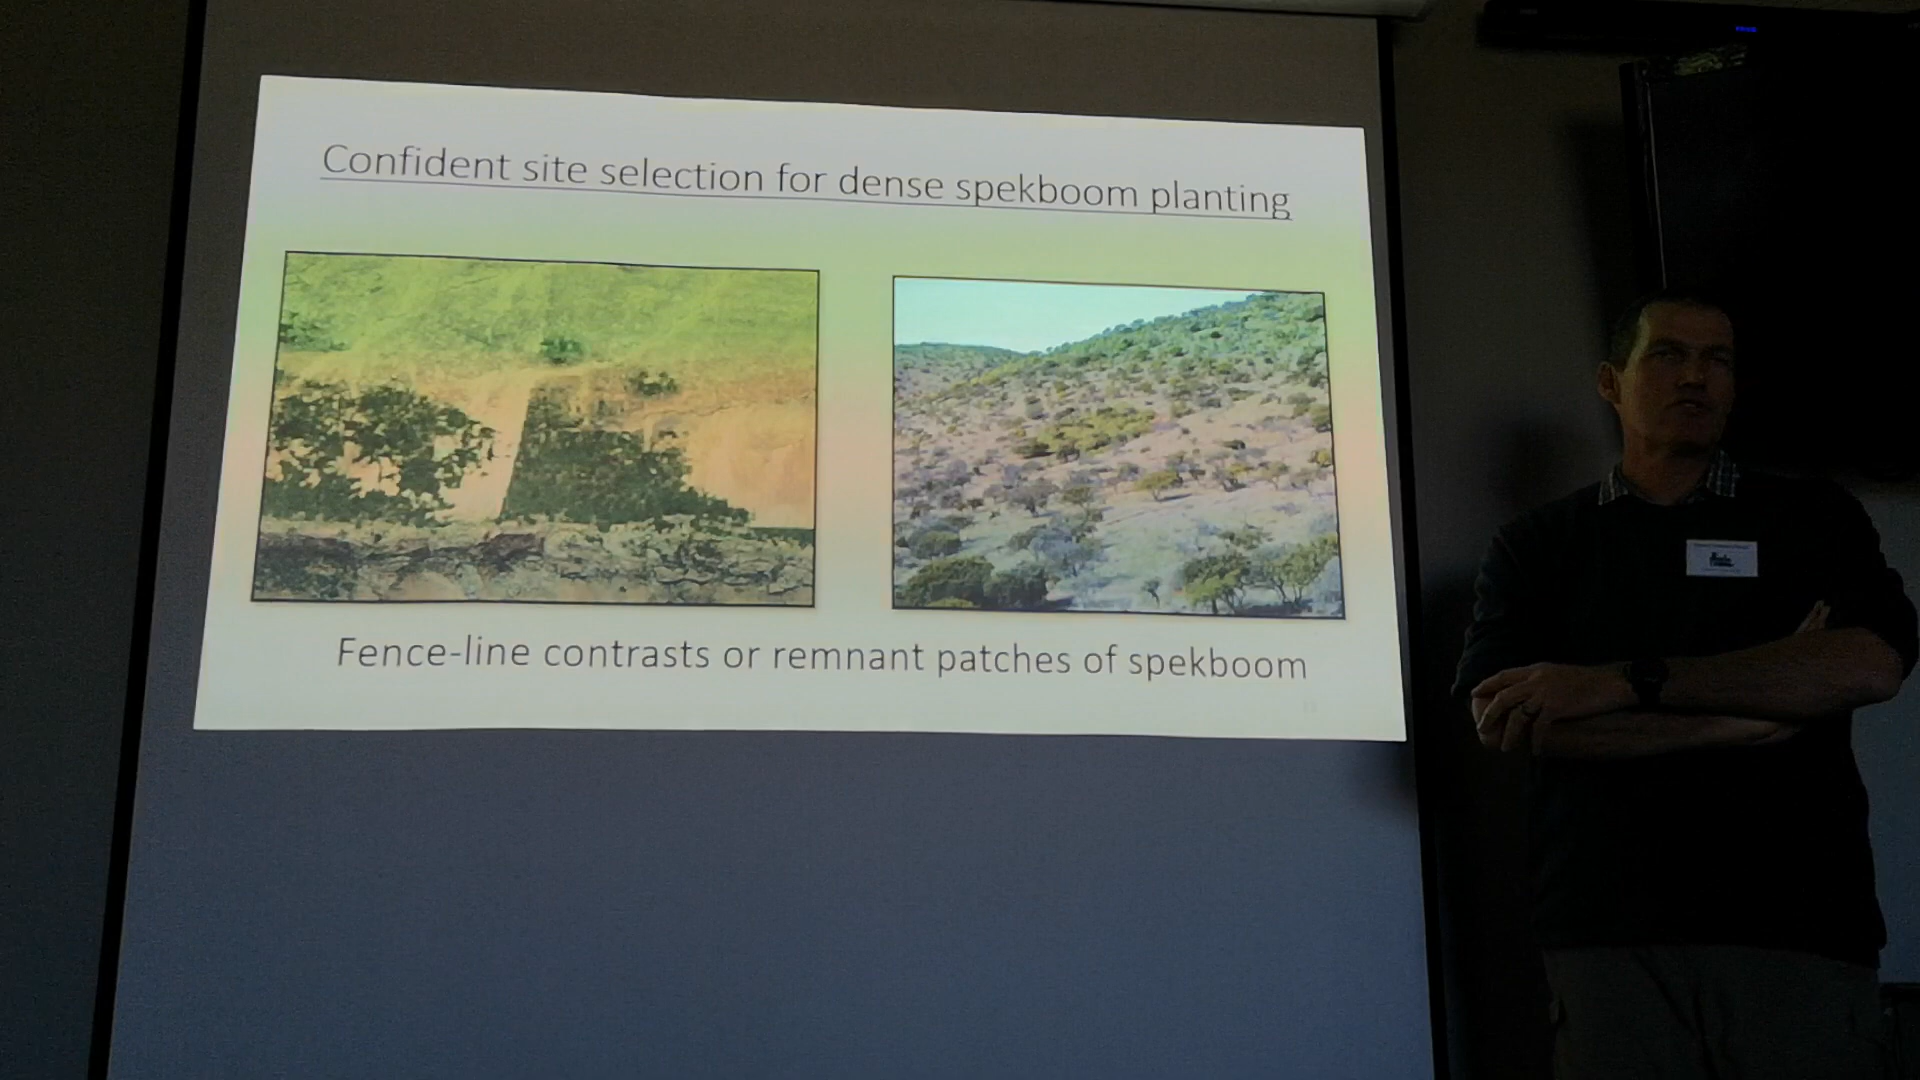 Confident site selection for dense spekboom planting
Fence-line contrasts or remnant patches of spekboom